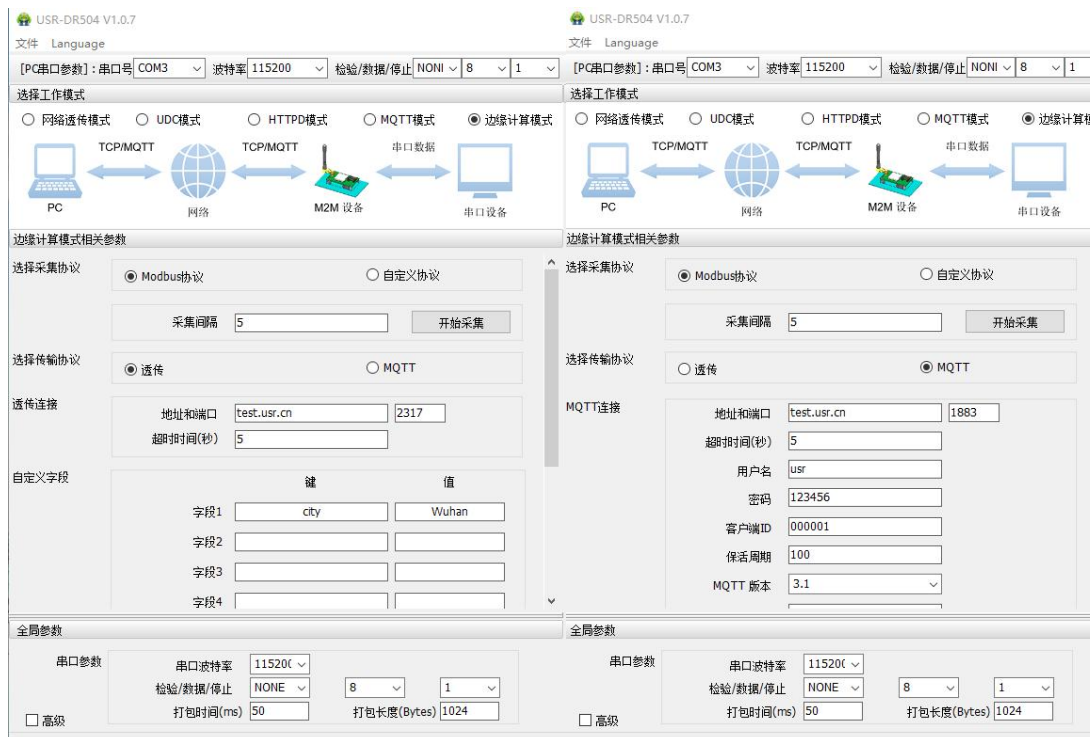 USR-DR504 V1.0.7
文件 Language
[PC串口参数]：串口号 COM3 波特率 115200 检验/数据/停止 NONI 8 1
选择工作模式
网络透传模式 UDC模式 HTTPD模式 MQTT模式 边缘计算模式
TCP/MQTT TCP/MQTT 串口数据
PC 网络 M2M 设备 串口设备
边缘计算模式相关参数
选择采集协议 Modbus协议 自定义协议
采集间隔 5 开始采集
选择传输协议 透传 MQTT
透传连接
地址和端口 test.usr.cn 2317
超时时间(秒) 5
自定义字段
键 值
字段1 city Wuhan
字段2
字段3
字段4
全局参数
串口参数 串口波特率 115200
检验/数据/停止 NONE 8 1
打包时间(ms) 50 打包长度(Bytes) 1024
高级
USR-DR504 V1.0.7
文件 Language
[PC串口参数]：串口号 COM3 波特率 115200 检验/数据/停止 NONI 8 1
选择工作模式
网络透传模式 UDC模式 HTTPD模式 MQTT模式 边缘计算
TCP/MQTT TCP/MQTT 串口数据
PC 网络 M2M 设备 串口设备
边缘计算模式相关参数
选择采集协议 Modbus协议 自定义协议
采集间隔 5 开始采集
选择传输协议 透传 MQTT
MQTT连接
地址和端口 test.usr.cn 1883
超时时间(秒) 5
用户名 usr
密码 123456
客户端ID 000001
保活周期 100
MQTT 版本 3.1
全局参数
串口参数 串口波特率 115200
检验/数据/停止 NONE 8 1
打包时间(ms) 50 打包长度(Bytes) 1024
高级